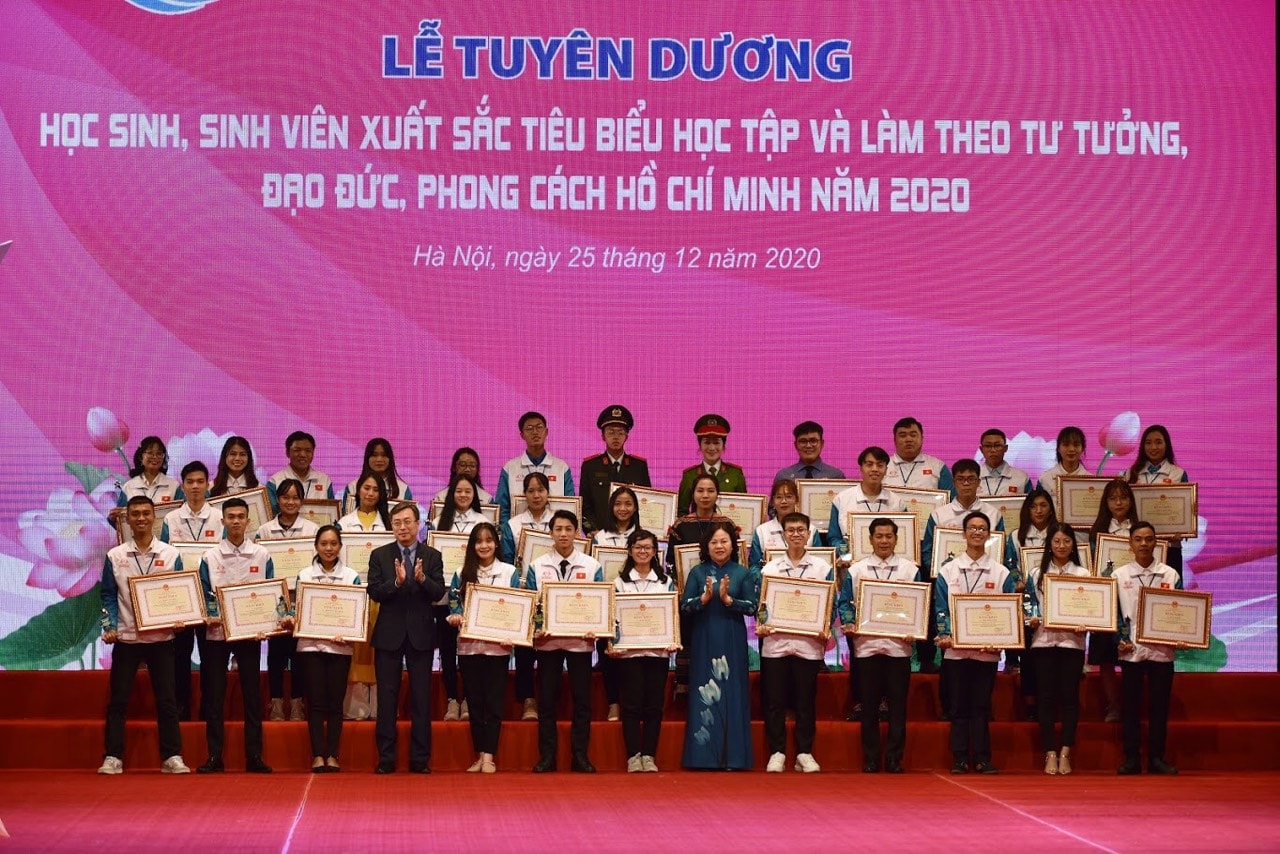 LỄ TUYÊN DƯƠNG
HỌC SINH, SINH VIÊN XUẤT SẮC TIÊU BIỂU HỌC TẬP VÀ LÀM THEO TƯ TƯỞNG,
ĐẠO ĐỨC, PHONG CÁCH HỒ CHÍ MINH NĂM 2020
Hà Nội, ngày 25 tháng 12 năm 2020